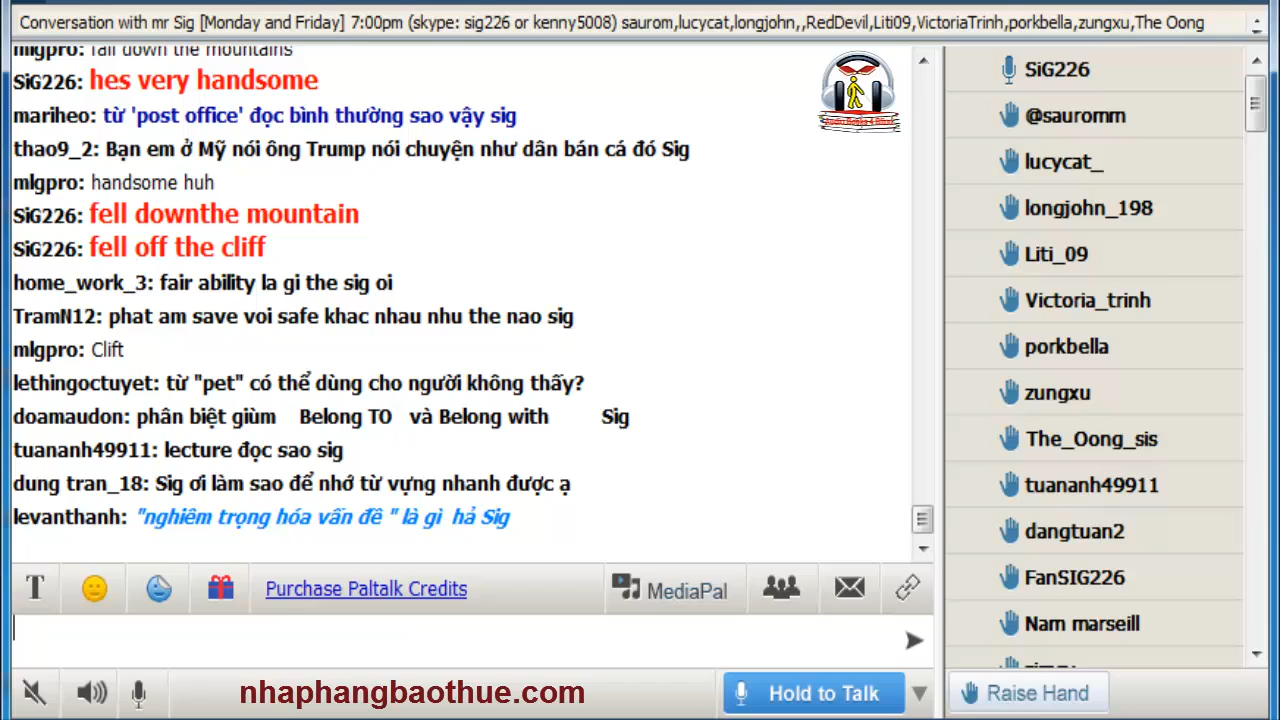 Conversation with mr Sig [Monday and Friday] 7:00pm (skype: sig226 or kenny5008) saurom,lucycat,longjohn,,RedDevil,Liti09,VictoriaTrinh,porkbella,zungxu,The Oong
mlgpro: fall down the mountains
SiG226: hes very handsome
mariheo: từ 'post office' đọc bình thường sao vậy sig
thao9_2: Bạn em ở Mỹ nói ông Trump nói chuyện như dân bán cá đó Sig
mlgpro: handsome huh
SiG226: fell downthe mountain
SiG226: fell off the cliff
home_work_3: fair ability la gi the sig oi
TramN12: phat am save voi safe khac nhau nhu the nao sig
mlgpro: Clift
lethingoctuyet: từ "pet" có thể dùng cho người không thấy?
doamaudon: phân biệt giùm Belong TO và Belong with Sig
tuananh49911: lecture đọc sao sig
dung tran_18: Sig ơi làm sao để nhớ từ vựng nhanh được ạ
levanthanh: "nghiêm trọng hóa vấn đề " là gì hả Sig
T
Purchase Paltalk Credits
MediaPal
nhaphangbaothue.com
Hold to Talk
SiG226
@sauromm
lucycat_
longjohn_198
Liti_09
Victoria_trinh
porkbella
zungxu
The_Oong_sis
tuananh49911
dangtuan2
FanSIG226
Nam marseill
Raise Hand